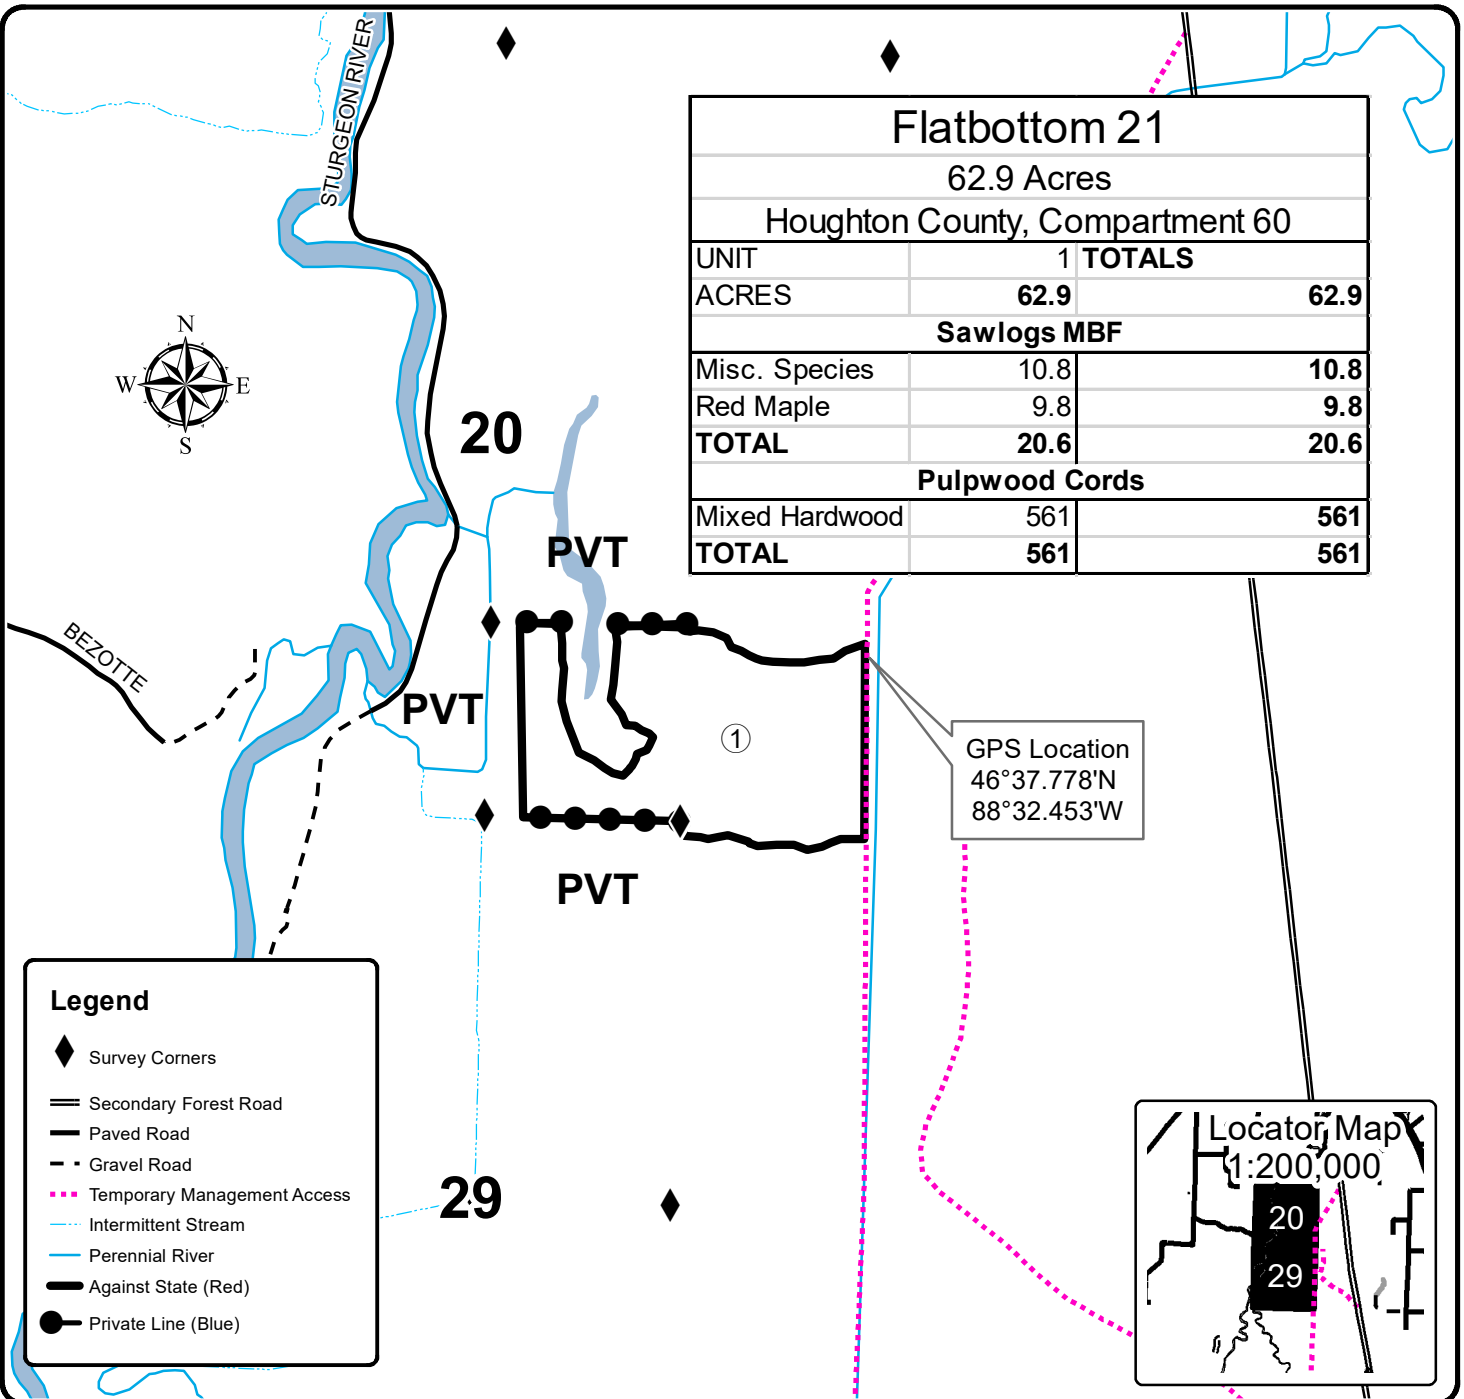 STURGEON RIVER
Flatbottom 21
62.9 Acres
Houghton County, Compartment 60
UNIT 1 TOTALS
ACRES 62.9 62.9
Sawlogs MBF
Misc. Species 10.8 10.8
Red Maple 9.8 9.8
TOTAL 20.6 20.6
Pulpwood Cords
Mixed Hardwood 561 561
TOTAL 561 561
N
W E
S
20
PVT
BEZOTTE
PVT
1
GPS Location
46°37.778'N
88°32.453'W
PVT
29
Legend
Survey Corners
Secondary Forest Road
Paved Road
Gravel Road
Temporary Management Access
Intermittent Stream
Perennial River
Against State (Red)
Private Line (Blue)
Locator Map
1:200,000
20
29